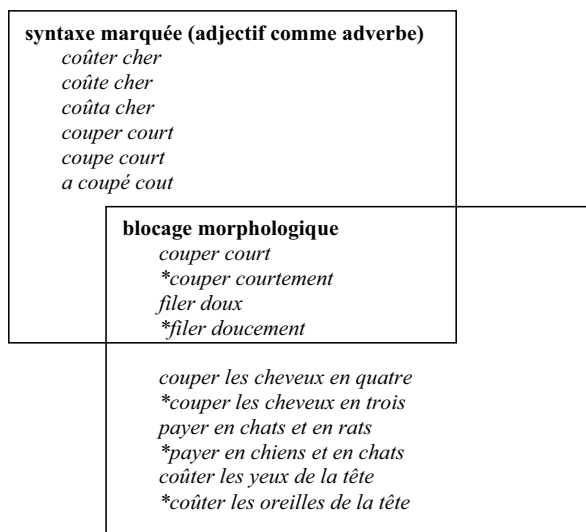 syntaxe marquée (adjectif comme adverbe)
coûter cher
coûte cher
coûta cher
couper court
coupe court
a coupé cout
blocage morphologique
couper court
*couper courtement
filer doux
*filer doucement
couper les cheveux en quatre
*couper les cheveux en trois
payer en chats et en rats
*payer en chiens et en chats
coûter les yeux de la tête
*coûter les oreilles de la tête